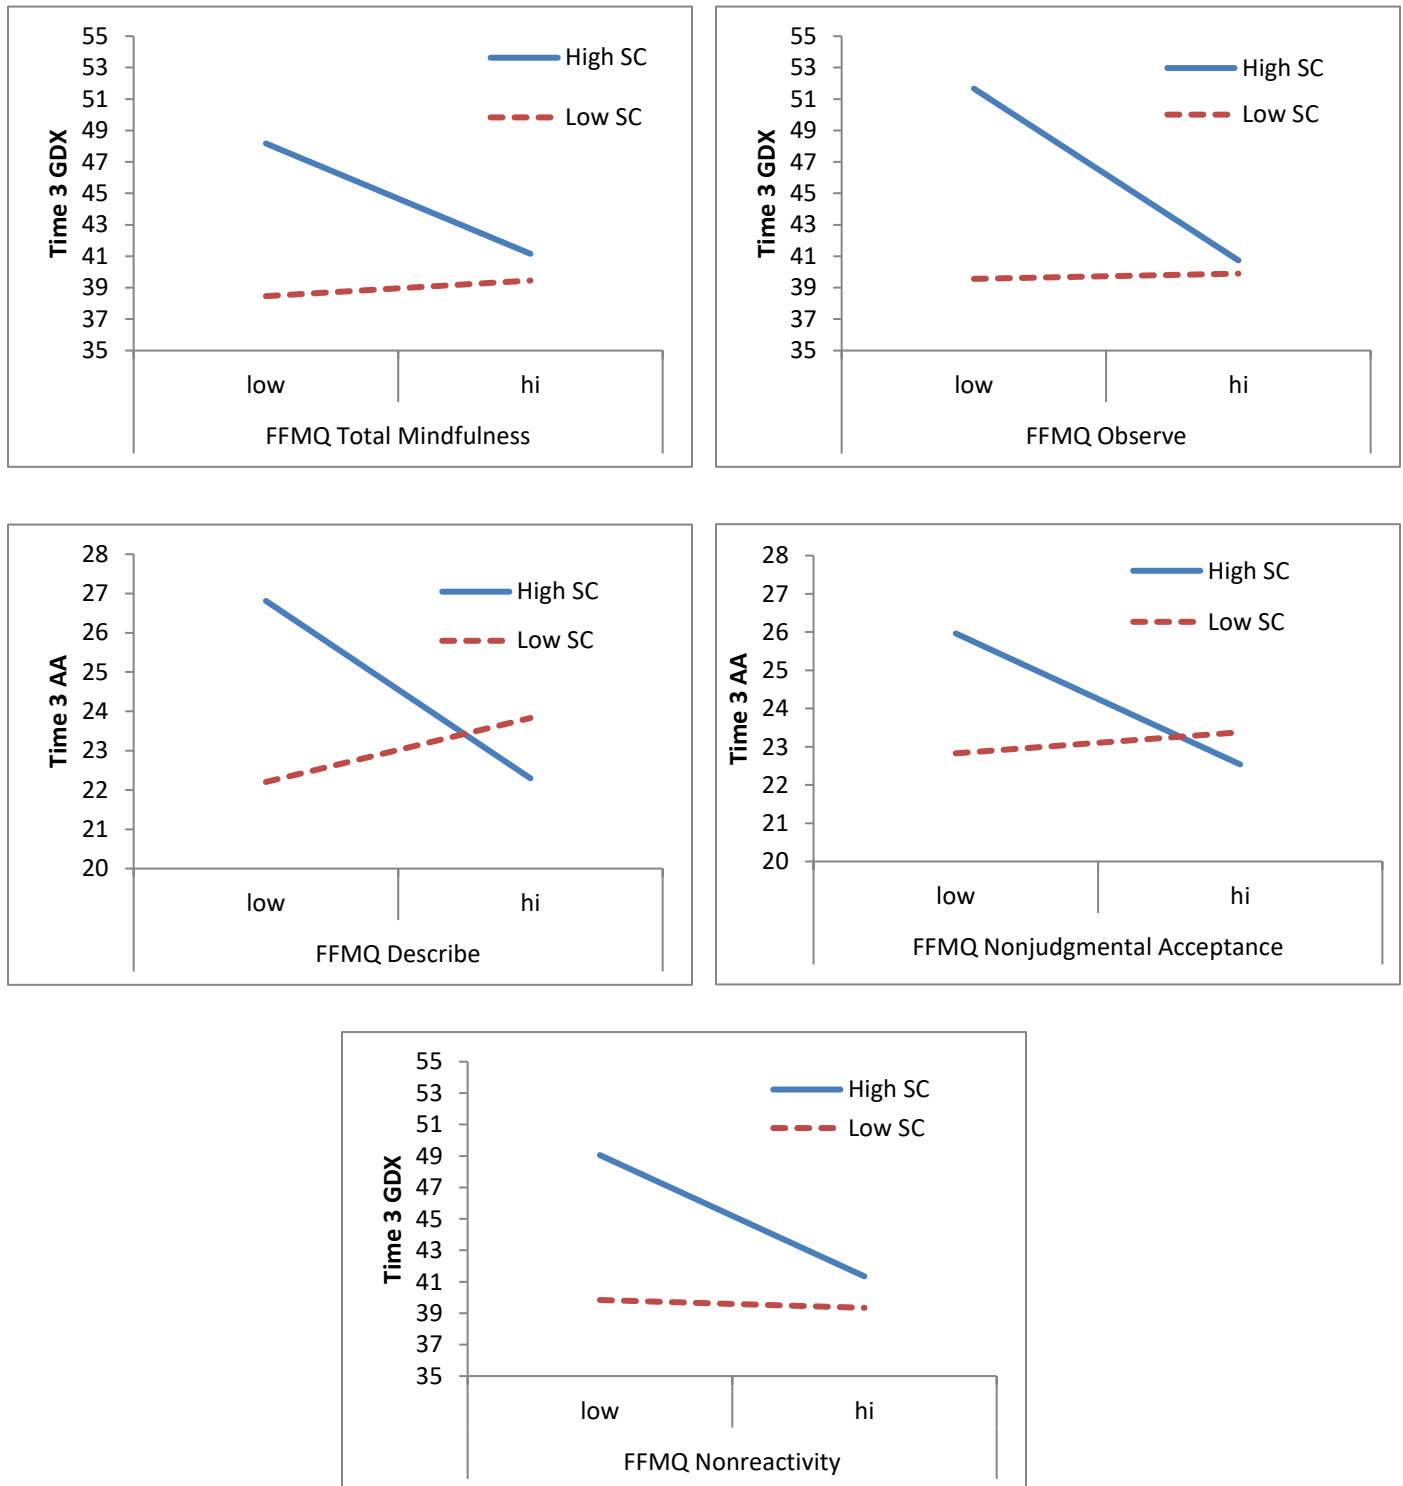 Time 3 GDX
55
53
51
49
47
45
43
41
39
37
35
High SC
Low SC
low hi
FFMQ Total Mindfulness
Time 3 GDX
55
53
51
49
47
45
43
41
39
37
35
High SC
Low SC
low hi
FFMQ Observe
Time 3 AA
28
27
26
25
24
23
22
21
20
High SC
Low SC
low hi
FFMQ Describe
Time 3 AA
28
27
26
25
24
23
22
21
20
High SC
Low SC
low hi
FFMQ Nonjudgmental Acceptance
Time 3 GDX
55
53
51
49
47
45
43
41
39
37
35
High SC
Low SC
low hi
FFMQ Nonreactivity